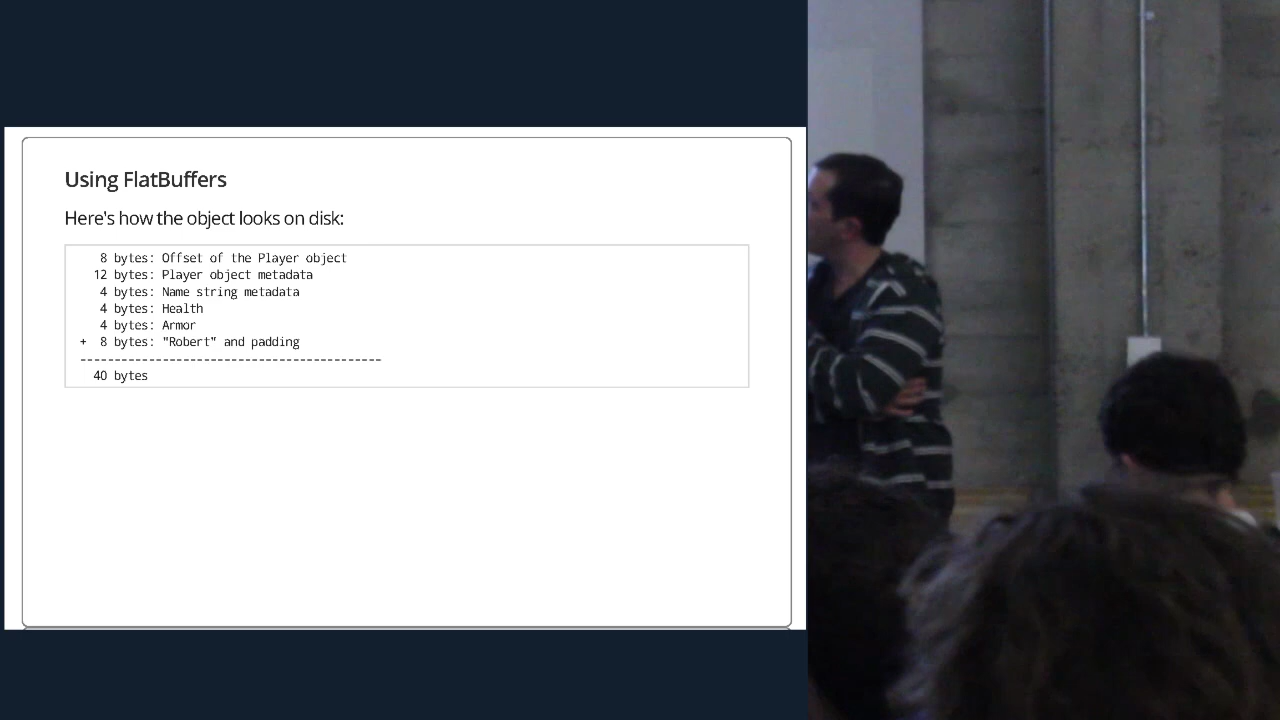 Using FlatBuffers
Here's how the object looks on disk:
8 bytes: Offset of the Player object
12 bytes: Player object metadata
4 bytes: Name string metadata
4 bytes: Health
4 bytes: Armor
+ 8 bytes: "Robert" and padding
--------------------------------------------
40 bytes